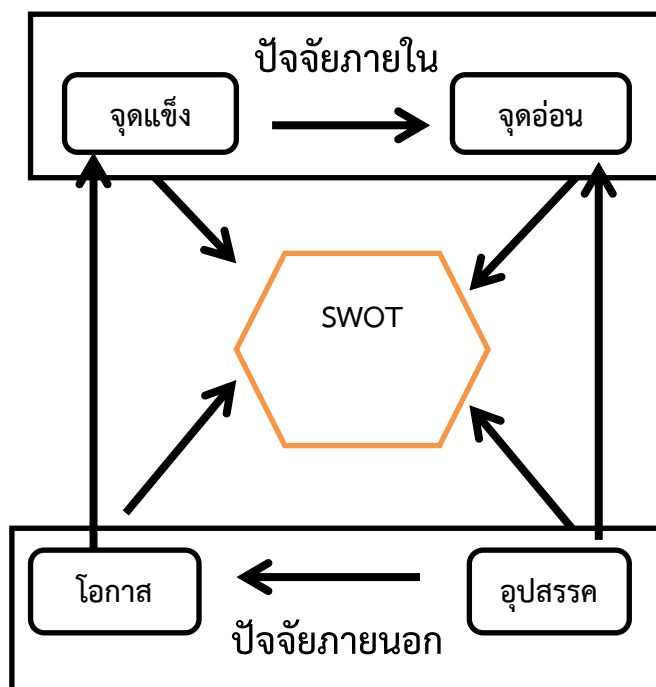 ปัจจัยภายใน
จุดแข็ง
จุดอ่อน
SWOT
โอกาส
อุปสรรค
ปัจจัยภายนอก